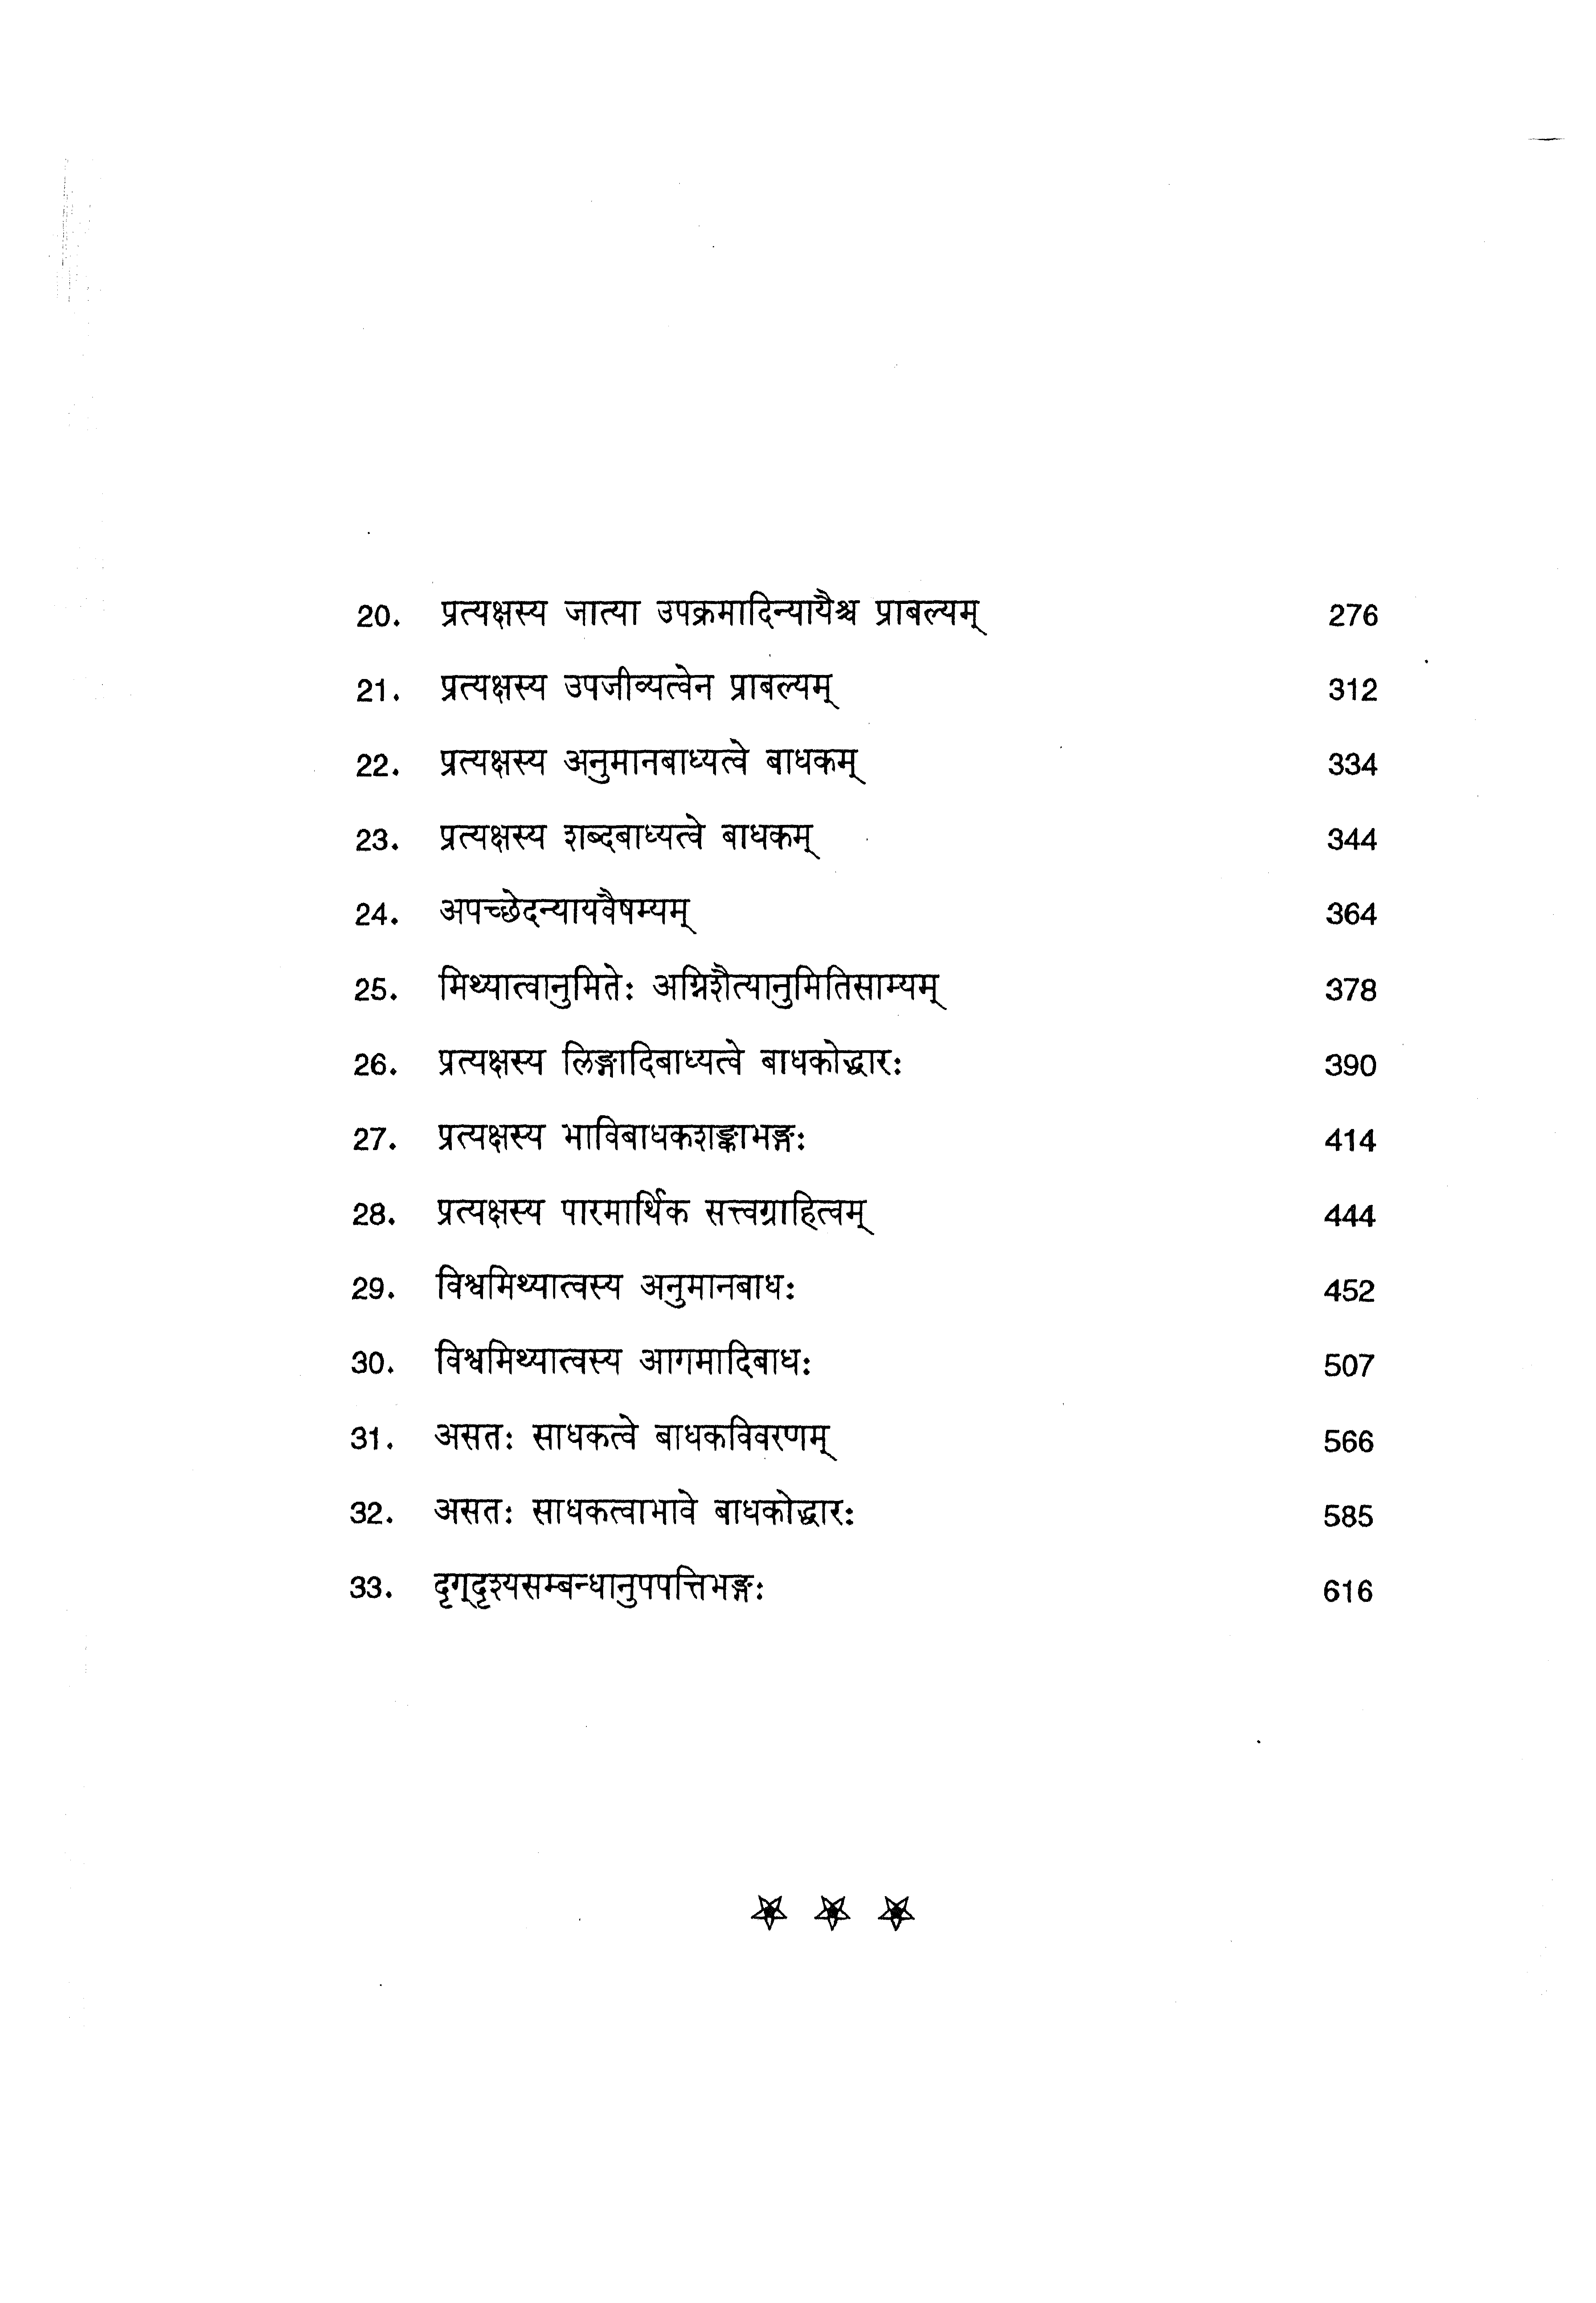 20. प्रत्यक्षस्य जात्या उपक्रमादिन्यायैश्च प्राबल्यम् 276
21. प्रत्यक्षस्य उपजीव्यत्वेन प्राबल्यम् 312
22. प्रत्यक्षस्य अनुमानबाध्यत्वे बाधकम् 334
23. प्रत्यक्षस्य शब्दबाध्यत्वे बाधकम् 344
24. अपच्छेदन्यायवैषम्यम् 364
25. मिथ्यात्वानुमितेः अग्निशैत्यानुमितिसाम्यम् 378
26. प्रत्यक्षस्य लिङ्गादिबाध्यत्वे बाधकोद्धारः 390
27. प्रत्यक्षस्य भाविबाधकशङ्काभङ्गः 414
28. प्रत्यक्षस्य पारमार्थिक सत्त्वग्राहित्वम् 444
29. विश्वमिथ्यात्वस्य अनुमानबाधः 452
30. विश्वमिथ्यात्वस्य आगमादिबाधः 507
31. असतः साधकत्वे बाधकविवरणम् 566
32. असतः साधकत्वाभावे बाधकोद्धारः 585
33. दृग्दृश्यसम्बन्धानुपपत्तिभङ्गः 616